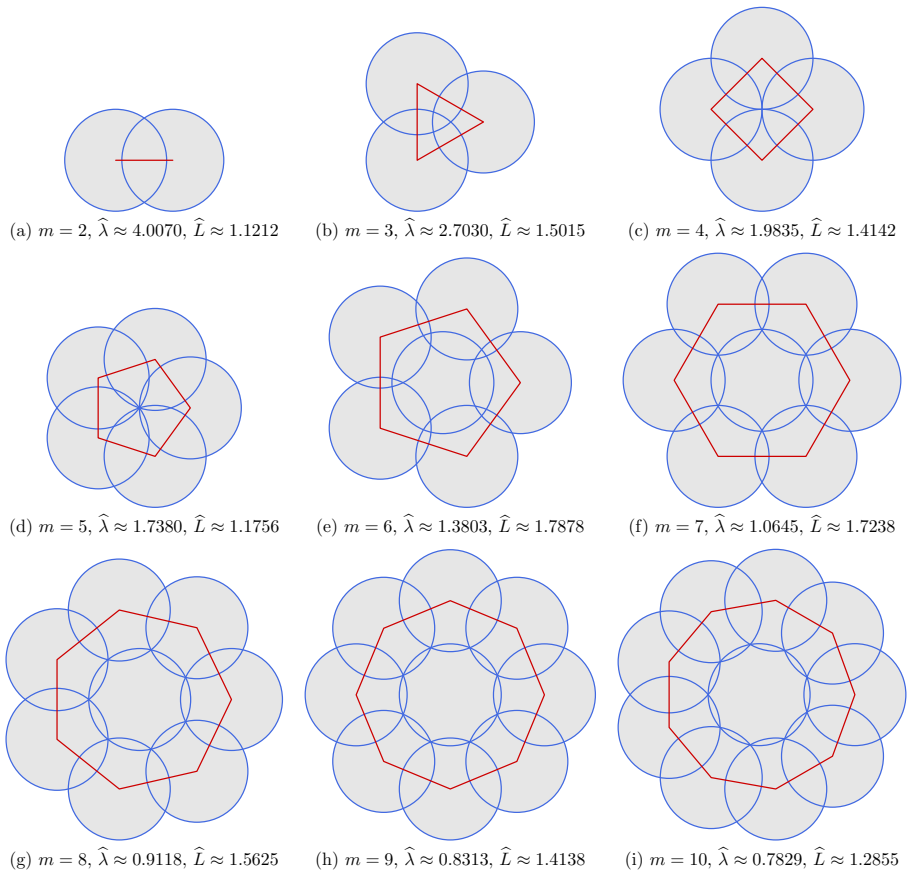 (a) m = 2, λ̂ ≈ 4.0070, L̂ ≈ 1.1212
(b) m = 3, λ̂ ≈ 2.7030, L̂ ≈ 1.5015
(c) m = 4, λ̂ ≈ 1.9835, L̂ ≈ 1.4142
(d) m = 5, λ̂ ≈ 1.7380, L̂ ≈ 1.1756
(e) m = 6, λ̂ ≈ 1.3803, L̂ ≈ 1.7878
(f) m = 7, λ̂ ≈ 1.0645, L̂ ≈ 1.7238
(g) m = 8, λ̂ ≈ 0.9118, L̂ ≈ 1.5625
(h) m = 9, λ̂ ≈ 0.8313, L̂ ≈ 1.4138
(i) m = 10, λ̂ ≈ 0.7829, L̂ ≈ 1.2855